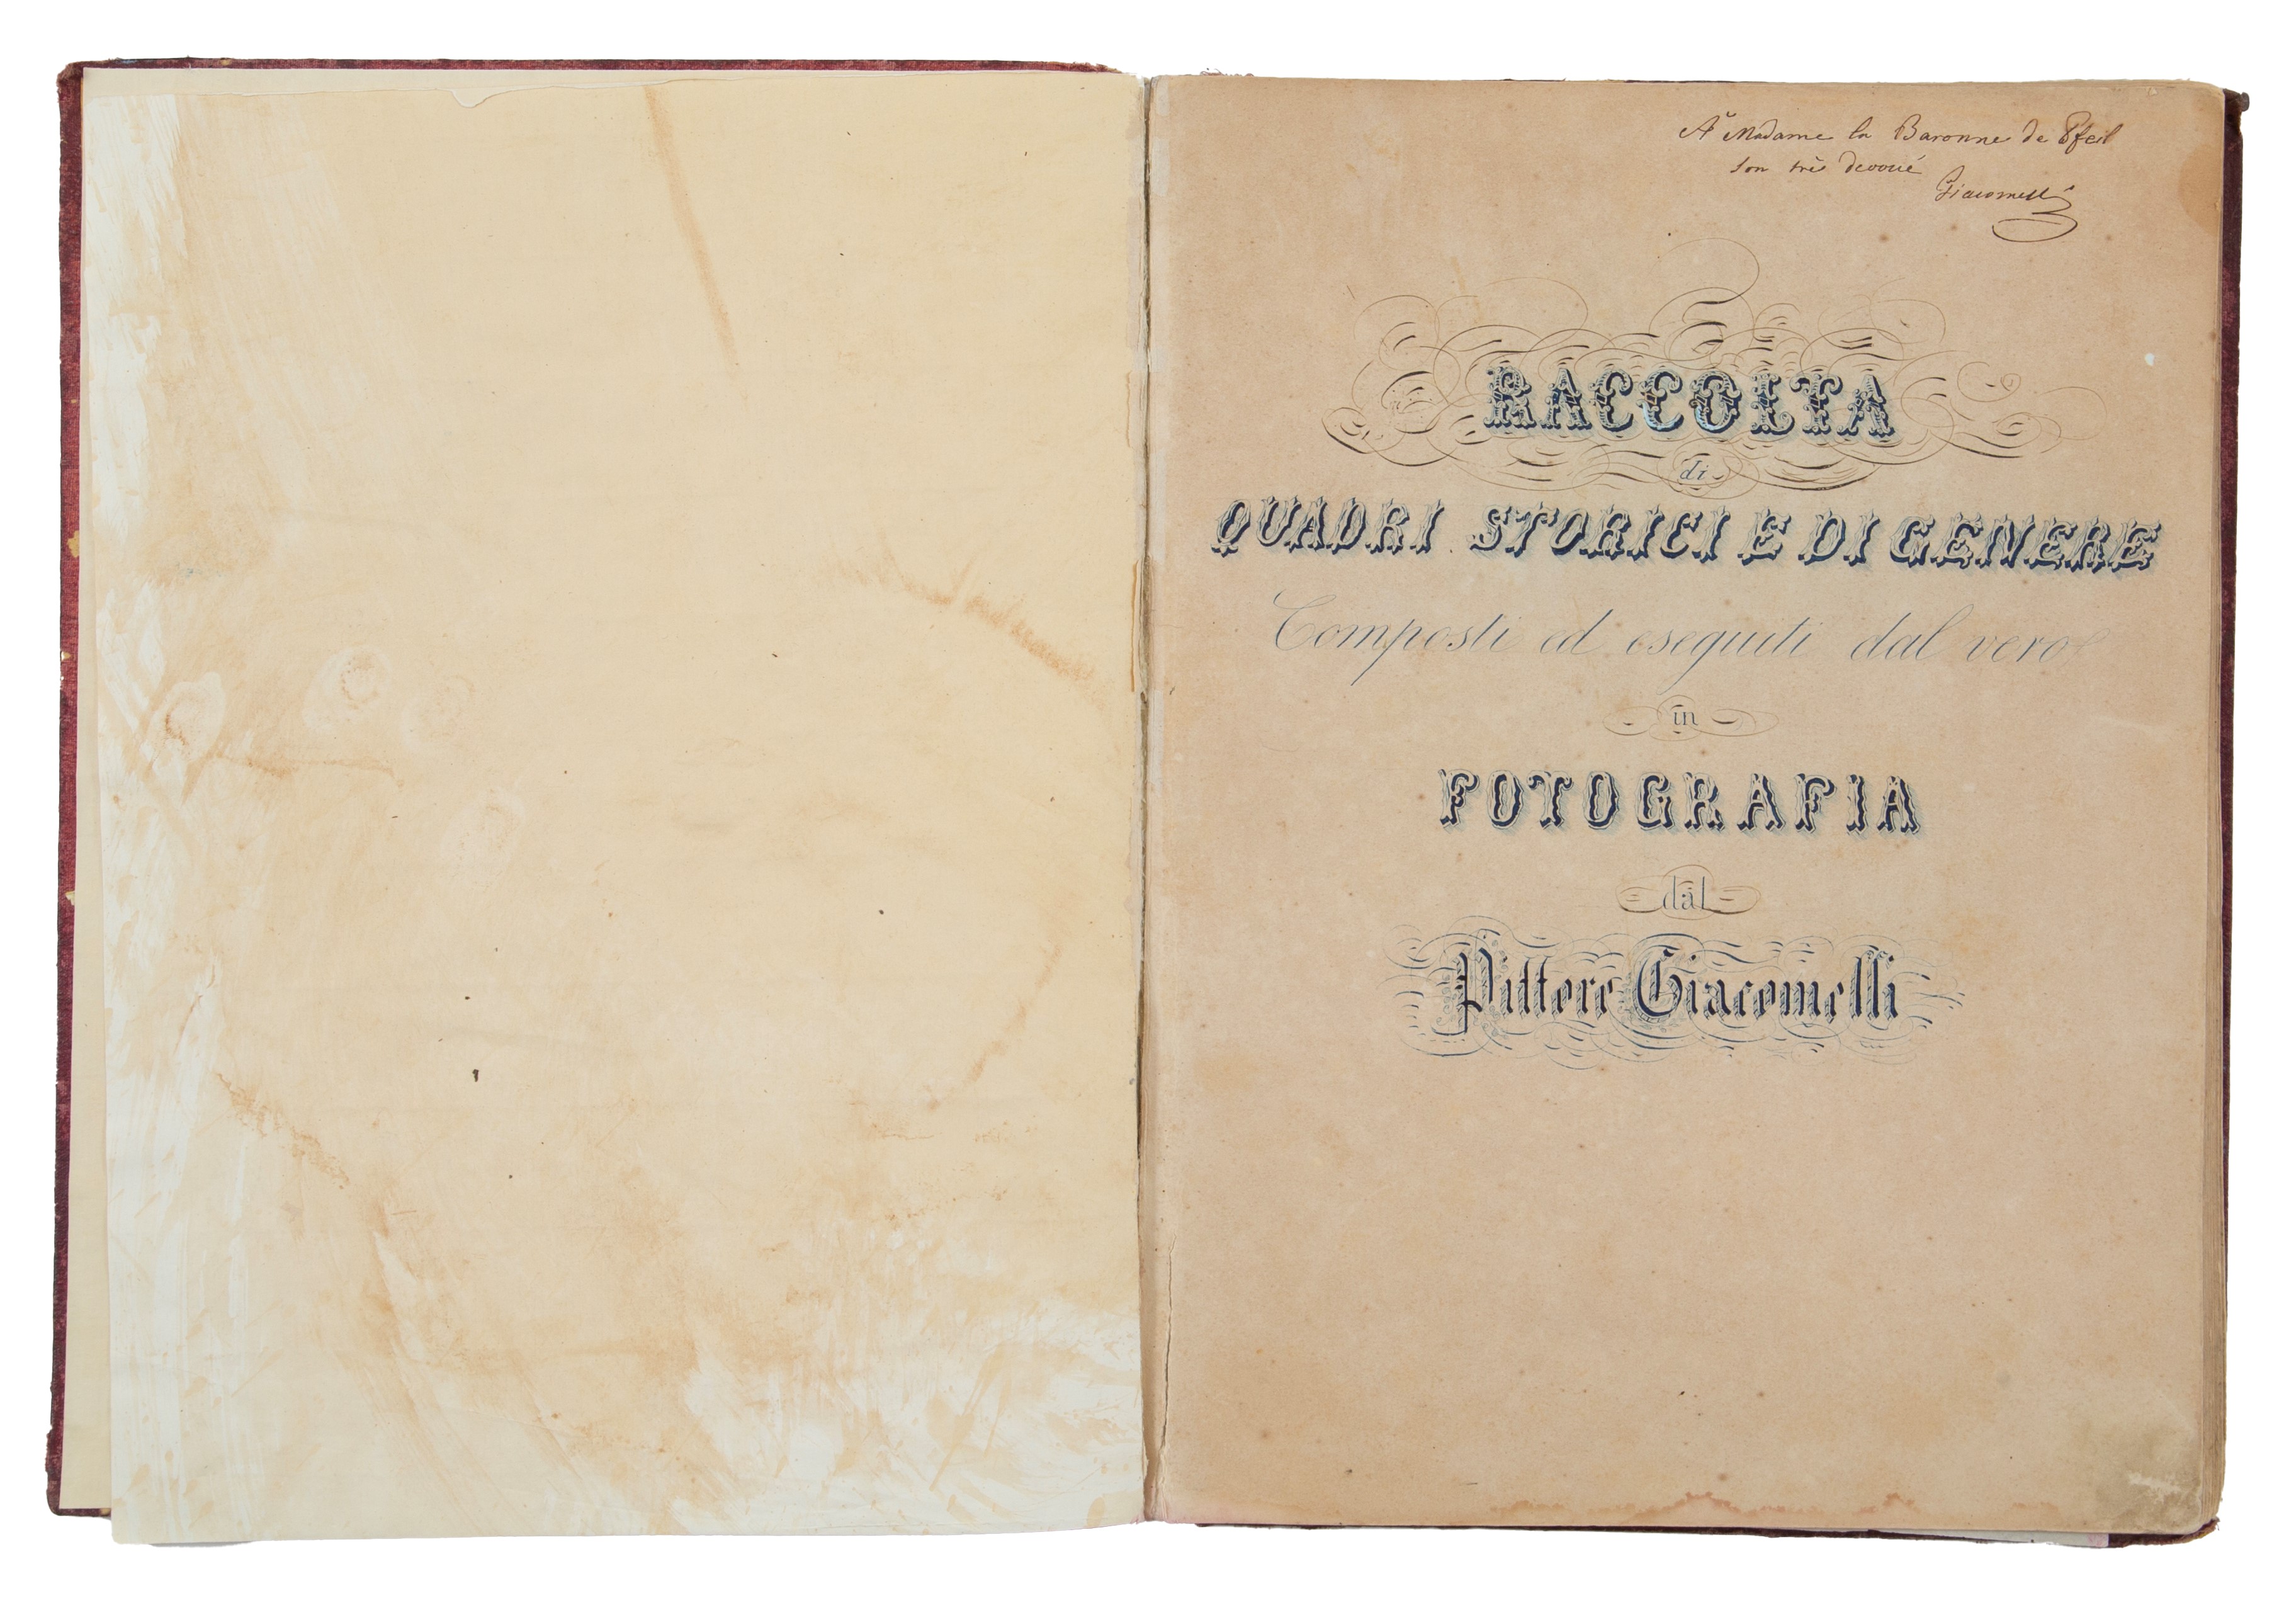 A Madame la Baronne de Pfeil
son très devoué
Giacomelli
RACCOLTA
di
QUADRI STORICI E DI GENERE
Composti ed eseguiti dal vero
in
FOTOGRAFIA
dal
Pittore Giacomelli